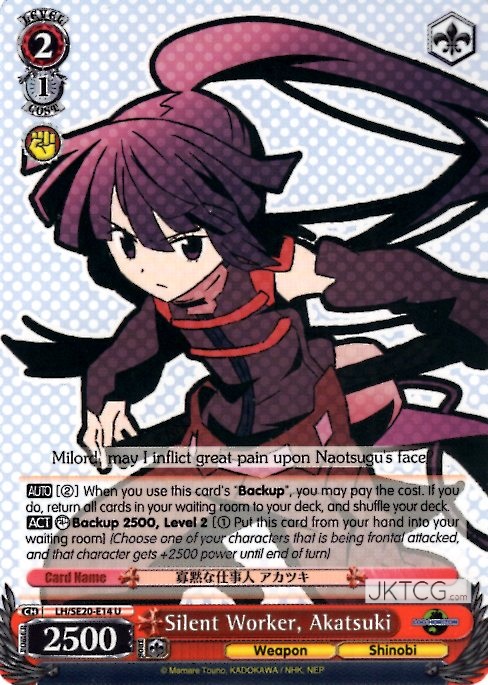 LEVEL
2
1
COST
Milord, may I inflict great pain upon Naotsugu's face?
AUTO [②] When you use this card's "Backup", you may pay the cost. If you
do, return all cards in your waiting room to your deck, and shuffle your deck.
ACT Backup 2500, Level 2 [① Put this card from your hand into your
waiting room] (Choose one of your characters that is being frontal attacked,
and that character gets +2500 power until end of turn)
Card Name 寡黙な仕事人 アカツキ
JKTCG.com
CH LH/SE20-E14 U
POWER 2500 SOUL
Silent Worker, Akatsuki
LOG HORIZON
Weapon Shinobi
© Mamare Touno, KADOKAWA / NHK, NEP